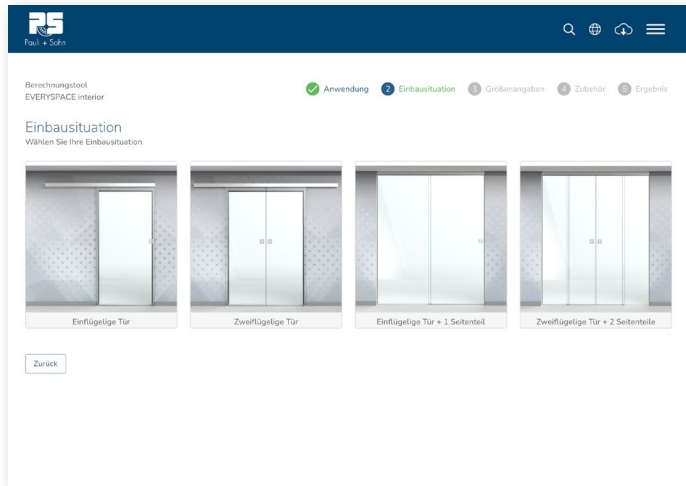 PS
Pauli + Sohn
Berechnungstool
EVERYSPACE interior
Anwendung 2 Einbausituation 3 Größenangaben 4 Zubehör 5 Ergebnis
Einbausituation
Wählen Sie Ihre Einbausituation
Einflügelige Tür
Zweiflügelige Tür
Einflügelige Tür + 1 Seitenteil
Zweiflügelige Tür + 2 Seitenteile
Zurück